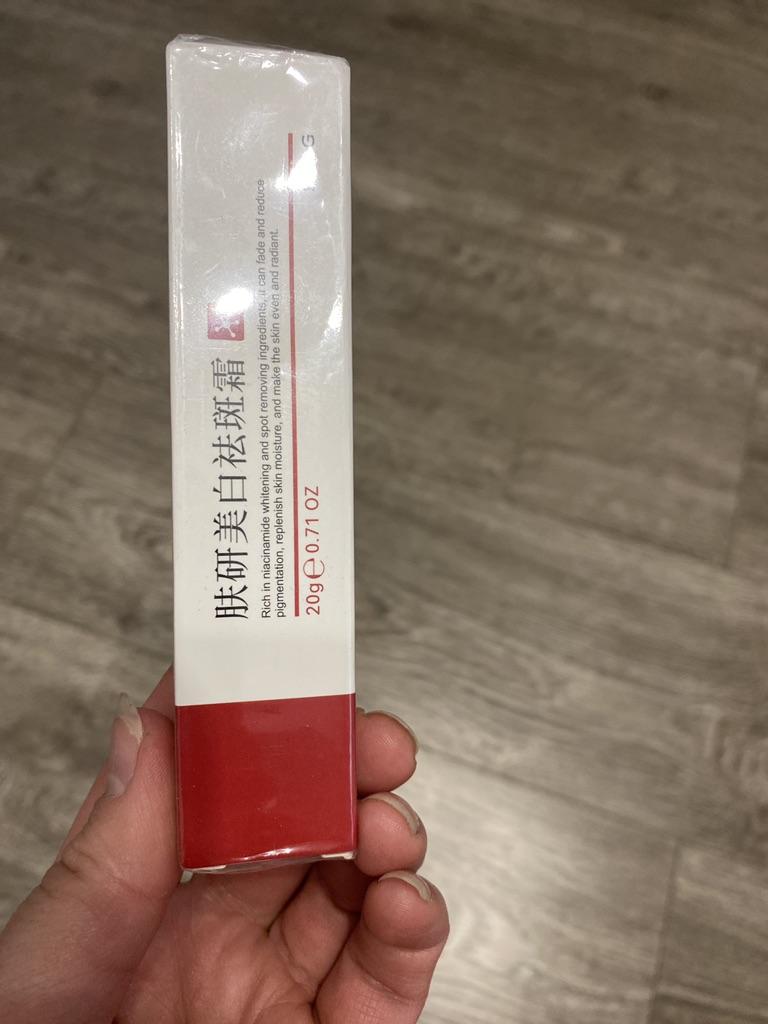 肤研美白祛斑霜
Rich in niacinamide whitening and spot removing ingredients, it can fade and reduce
pigmentation, replenish skin moisture, and make the skin even and radiant.
20g℮0.71 OZ
G